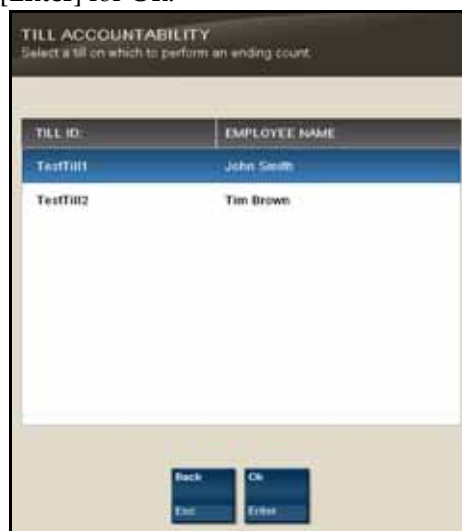 [Enter] for Ok.
TILL ACCOUNTABILITY
Select a till on which to perform an ending count.
TILL ID: EMPLOYEE NAME
TestTill1 John Smith
TestTill2 Tim Brown
Back Ok
Esc Enter